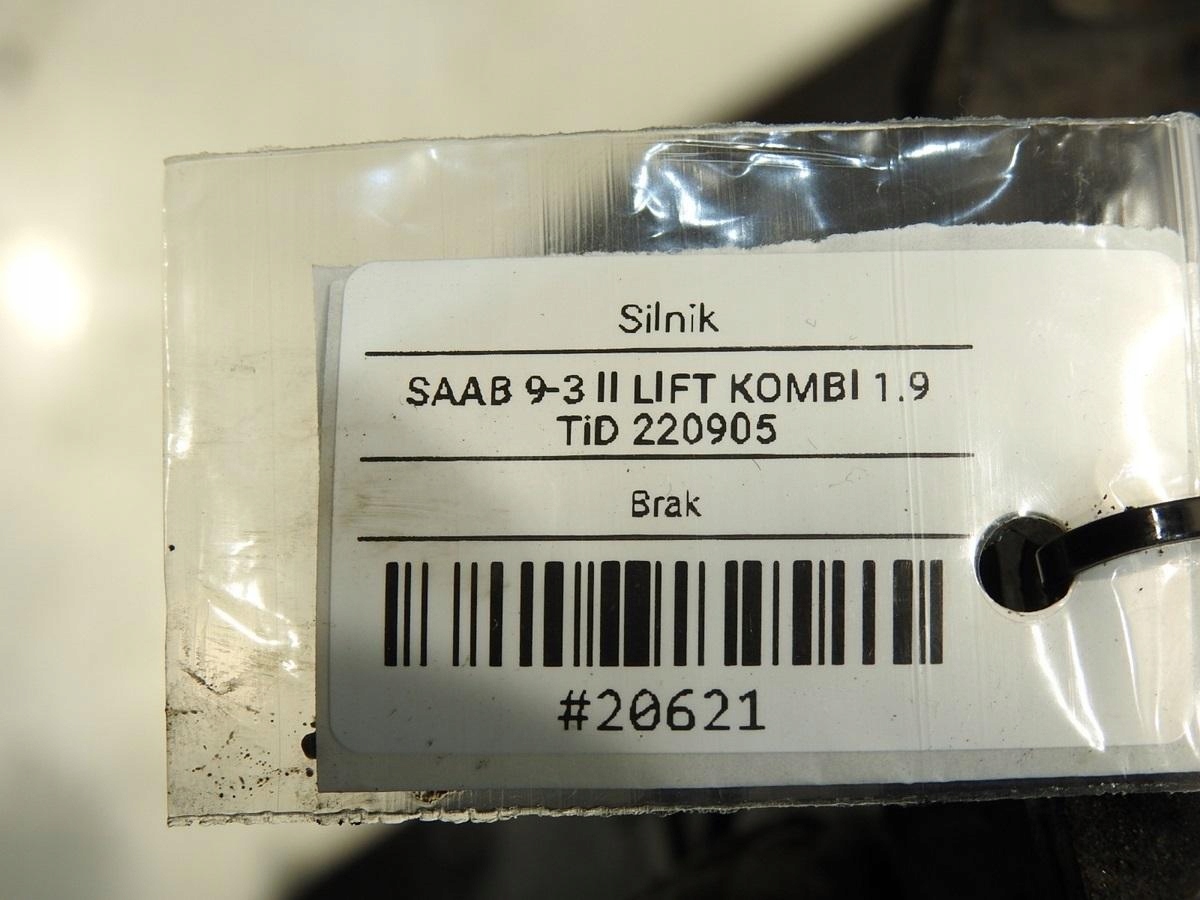 Silnik
SAAB 9-3 II LIFT KOMBI 1.9
TiD 220905
Brak
#20621